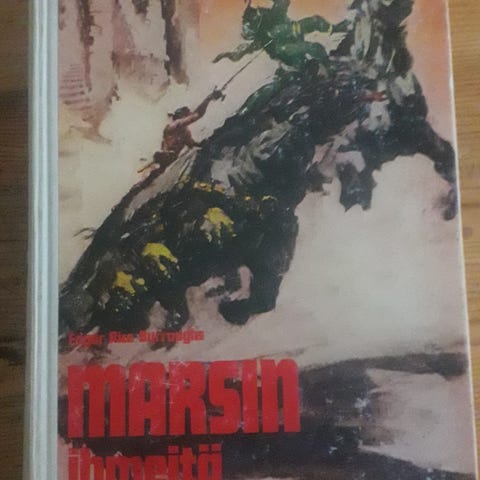 Edgar Rice Burroughs
MARSIN
ihmeitä